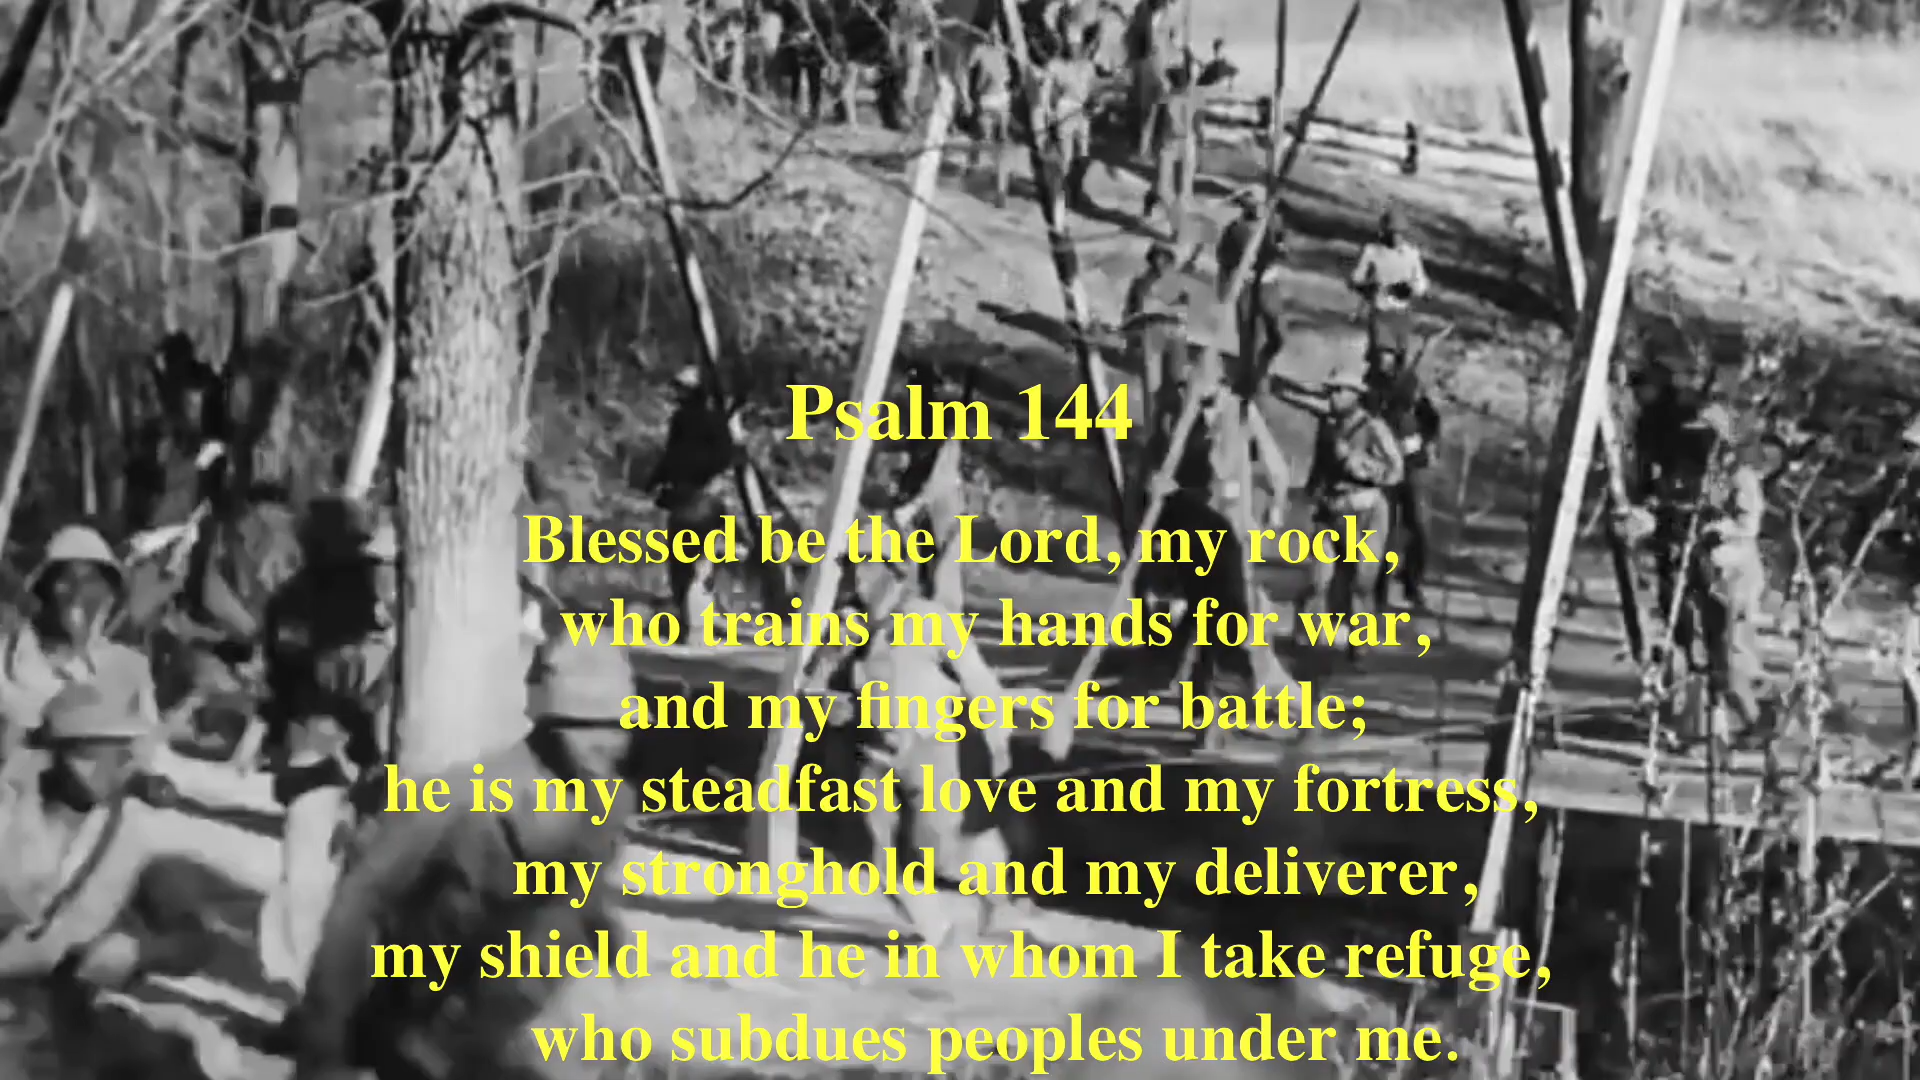 Psalm 144
Blessed be the Lord, my rock,
who trains my hands for war,
and my fingers for battle;
he is my steadfast love and my fortress,
my stronghold and my deliverer,
my shield and he in whom I take refuge,
who subdues peoples under me.